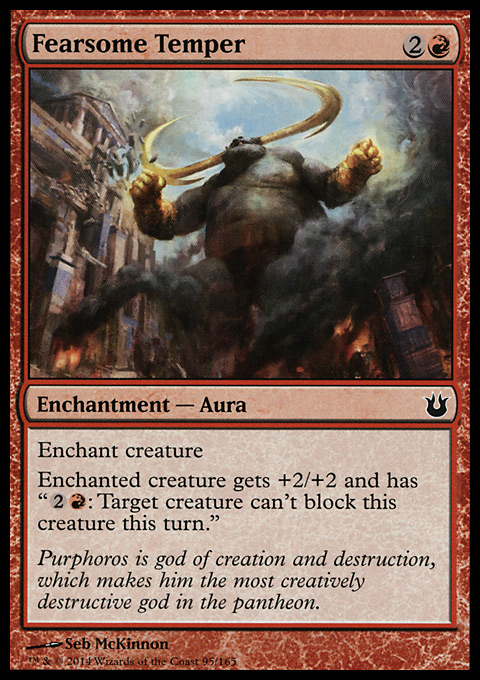 Fearsome Temper 2
Enchantment — Aura
Enchant creature
Enchanted creature gets +2/+2 and has
“2: Target creature can't block this
creature this turn.”
Purphoros is god of creation and destruction,
which makes him the most creatively
destructive god in the pantheon.
Seb McKinnon
™ & © 2014 Wizards of the Coast 95/165